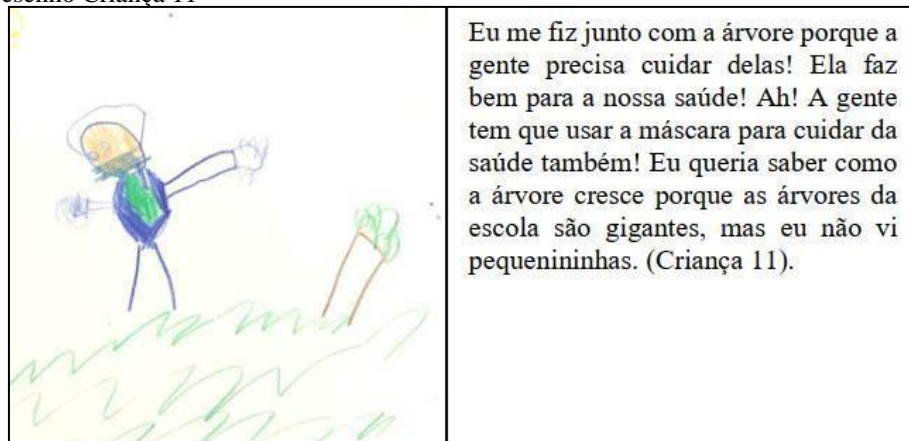 Desenho Criança 11
Eu me fiz junto com a árvore porque a
gente precisa cuidar delas! Ela faz
bem para a nossa saúde! Ah! A gente
tem que usar a máscara para cuidar da
saúde também! Eu queria saber como
a árvore cresce porque as árvores da
escola são gigantes, mas eu não vi
pequenininhas. (Criança 11).